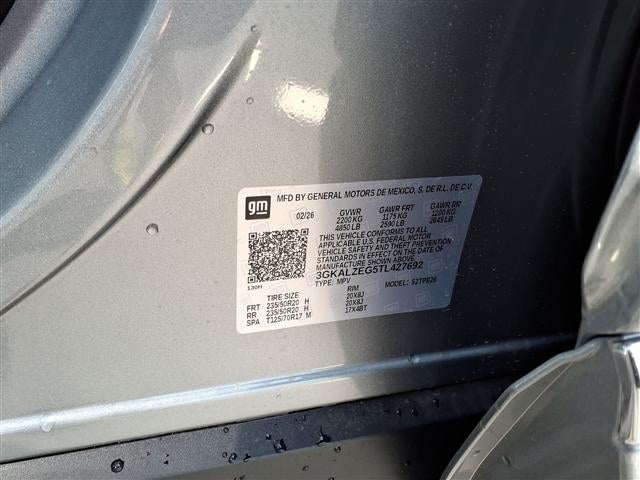 gm
MFD BY GENERAL MOTORS DE MEXICO, S. DE R.L. DE C.V.
02/26 GVWR GAWR FRT GAWR RR
2200 KG 1175 KG 1200 KG
4850 LB 2590 LB 2645 LB
THIS VEHICLE CONFORMS TO ALL
APPLICABLE U.S. FEDERAL MOTOR
VEHICLE SAFETY AND THEFT PREVENTION
STANDARDS IN EFFECT ON THE DATE OF
MANUFACTURE SHOWN ABOVE.
3GKALZEG5TL427692
130H TYPE: MPV MODEL: 52TPE26
TIRE SIZE RIM
FRT 235/50R20 H 20X8J
RR 235/50R20 H 20X8J
SPA T125/70R17 M 17X4BT